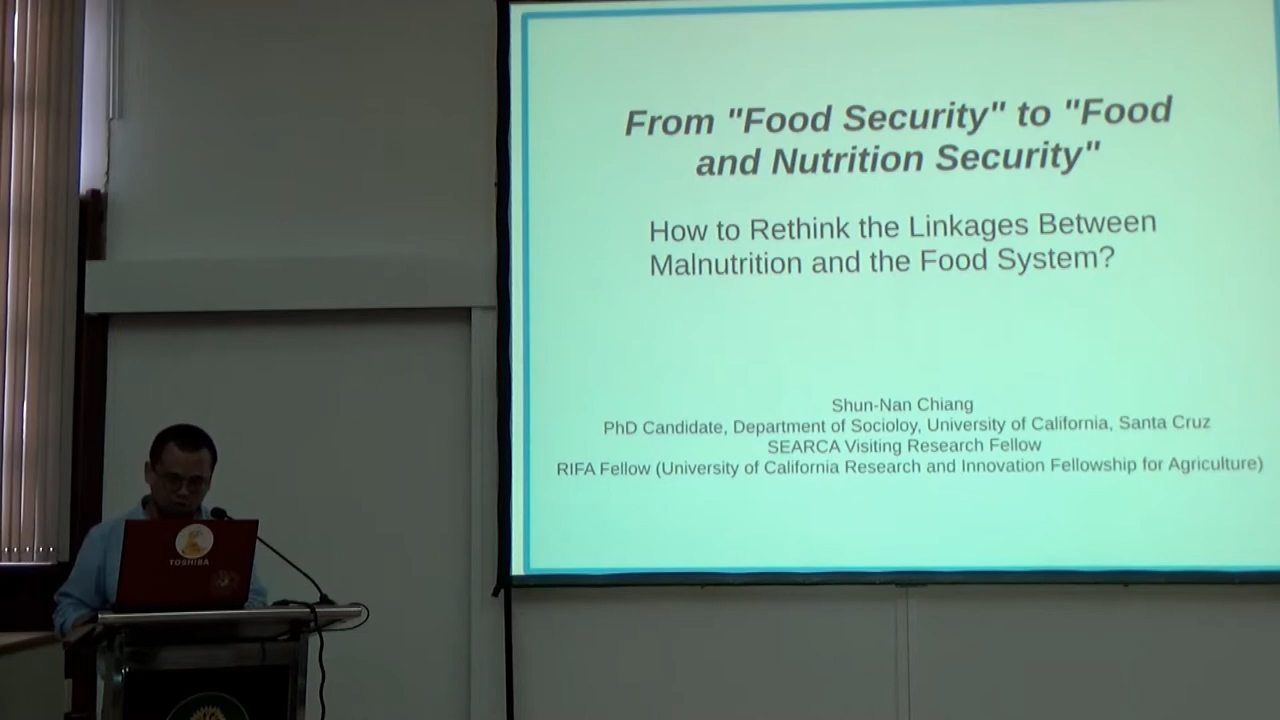 From "Food Security" to "Food
and Nutrition Security"
How to Rethink the Linkages Between
Malnutrition and the Food System?
Shun-Nan Chiang
PhD Candidate, Department of Socioloy, University of California, Santa Cruz
SEARCA Visiting Research Fellow
RIFA Fellow (University of California Research and Innovation Fellowship for Agriculture)
TOSHIBA